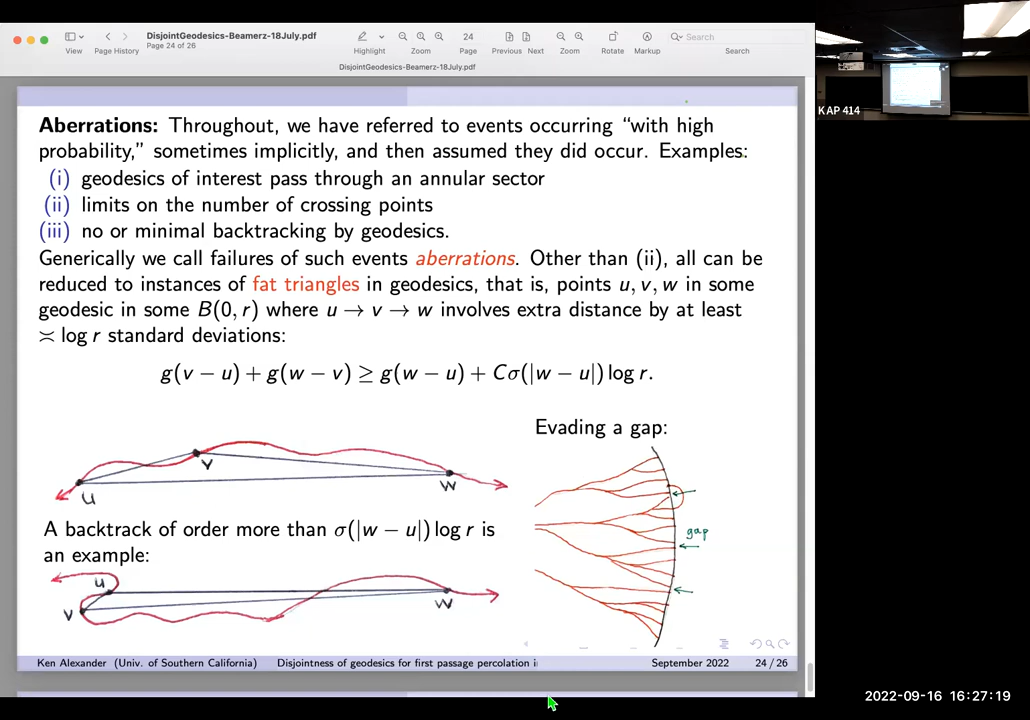 DisjointGeodesics-Beamerz-18July.pdf
Page 24 of 26
View
Page History
Highlight
Zoom
24
Page
Previous
Next
Zoom
Rotate
Markup
Search
Search
DisjointGeodesics-Beamerz-18July.pdf
KAP 414
Aberrations: Throughout, we have referred to events occurring “with high
probability,” sometimes implicitly, and then assumed they did occur. Examples:
(i) geodesics of interest pass through an annular sector
(ii) limits on the number of crossing points
(iii) no or minimal backtracking by geodesics.
Generically we call failures of such events aberrations. Other than (ii), all can be
reduced to instances of fat triangles in geodesics, that is, points u, v, w in some
geodesic in some B(0, r) where u → v → w involves extra distance by at least
≍ log r standard deviations:
g(v − u) + g(w − v) ≥ g(w − u) + Cσ(|w − u|) log r.
Evading a gap:
u
v
w
gap
A backtrack of order more than σ(|w − u|) log r is
an example:
u
v
w
Ken Alexander (Univ. of Southern California)
Disjointness of geodesics for first passage percolation i
September 2022
24 / 26
2022-09-16 16:27:19